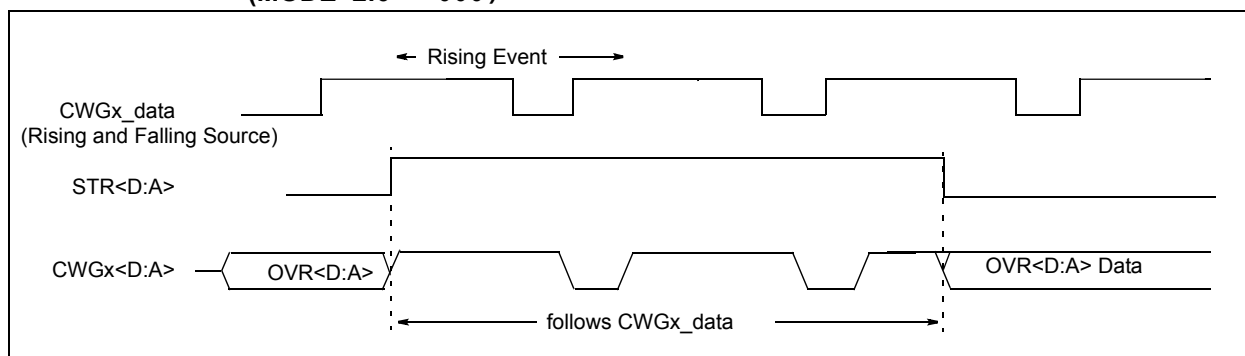 Rising Event
CWGx_data
(Rising and Falling Source)
STR<D:A>
CWGx<D:A>
OVR<D:A>
OVR<D:A> Data
follows CWGx_data